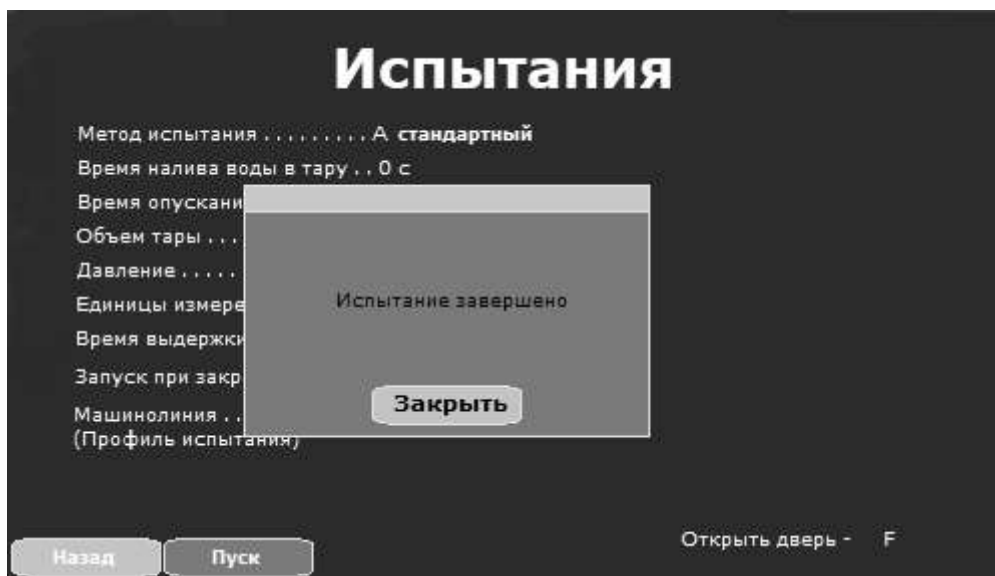 Испытания
Метод испытания . . . . . . . . . А стандартный
Время налива воды в тару . . 0 с
Время опускани
Объем тары . . . .
Давление . . . . .
Единицы измере
Испытание завершено
Время выдержки
Запуск при закр
Закрыть
Машинолиния . .
(Профиль испытания)
Открыть дверь - F
Назад
Пуск